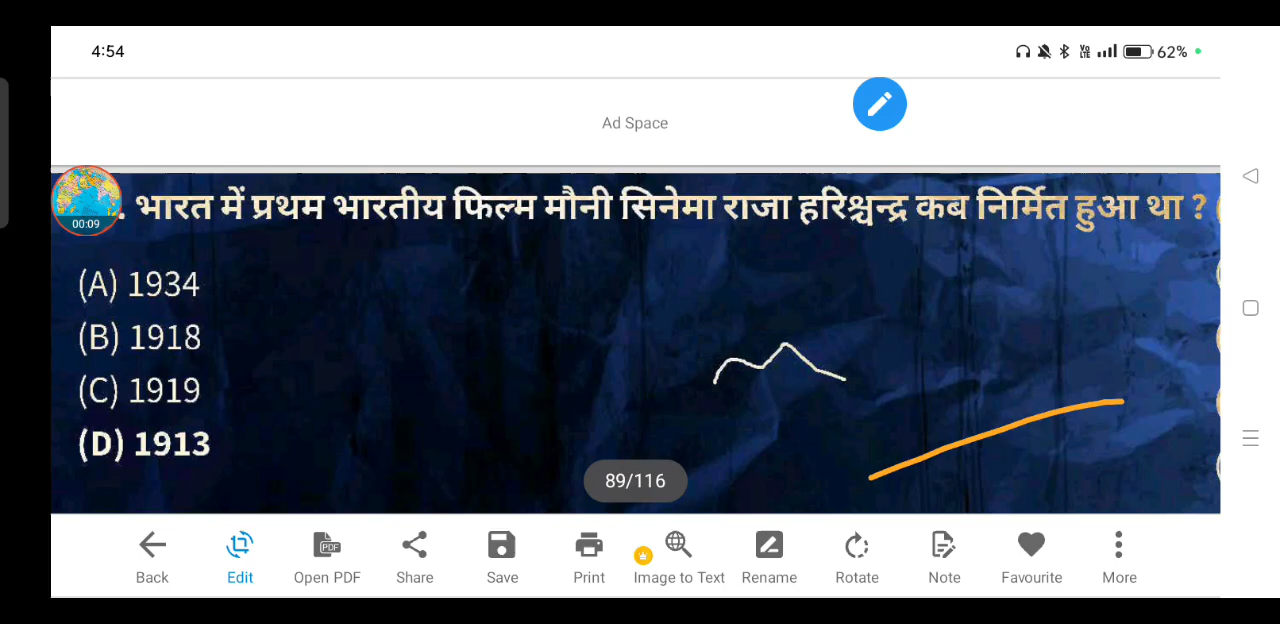 4:54
62%
Ad Space
00:09
. भारत में प्रथम भारतीय फिल्म मौनी सिनेमा राजा हरिश्चन्द्र कब निर्मित हुआ था ?
(A) 1934
(B) 1918
(C) 1919
(D) 1913
89/116
Back Edit Open PDF Share Save Print Image to Text Rename Rotate Note Favourite More